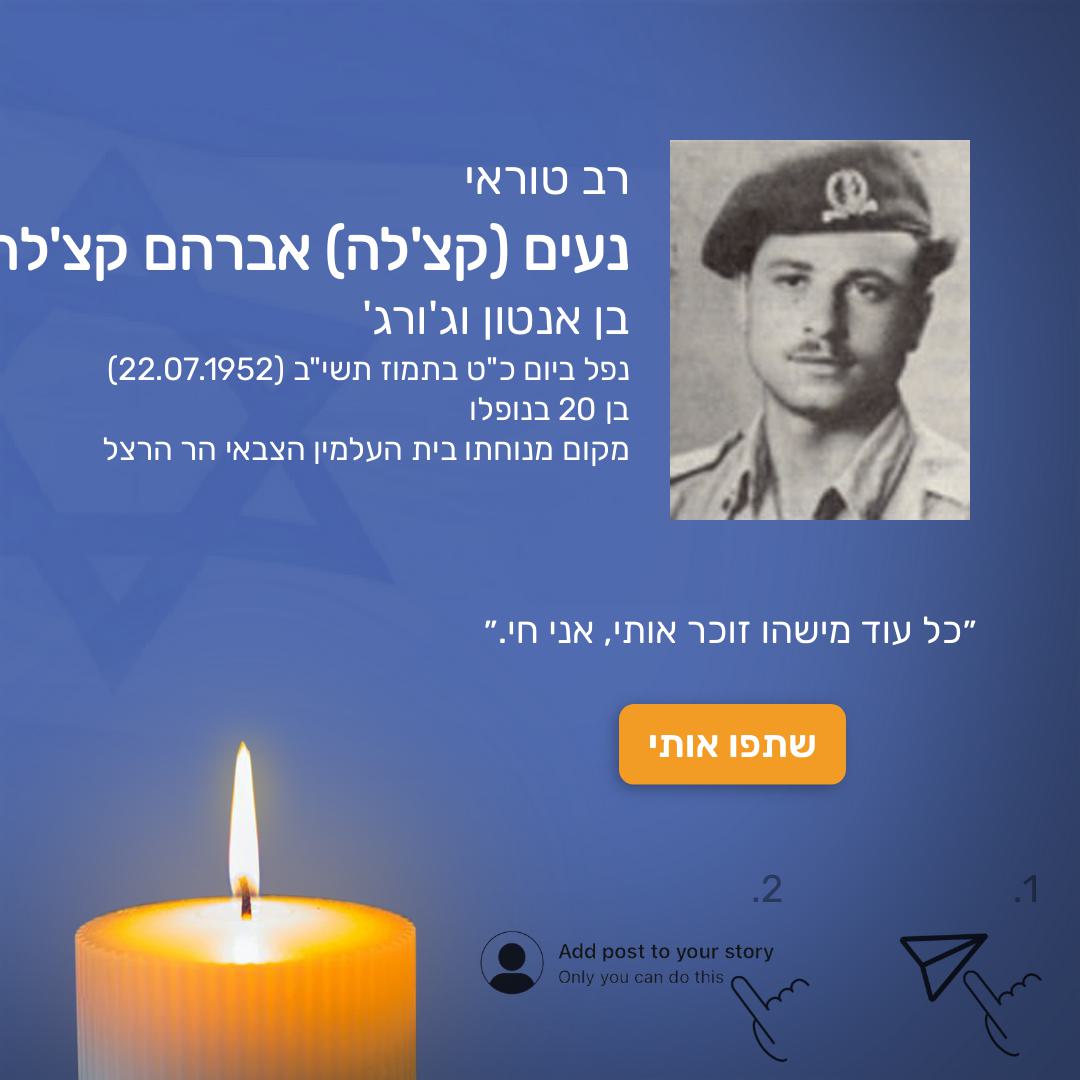 רב טוראי
נעים (קצ'לה) אברהם קצ'לה
בן אנטון וג'ורג'
נפל ביום כ"ט בתמוז תשי"ב (22.07.1952)
בן 20 בנופלו
מקום מנוחתו בית העלמין הצבאי הר הרצל
״כל עוד מישהו זוכר אותי, אני חי.״
שתפו אותי
1.
2.
Add post to your story
Only you can do this